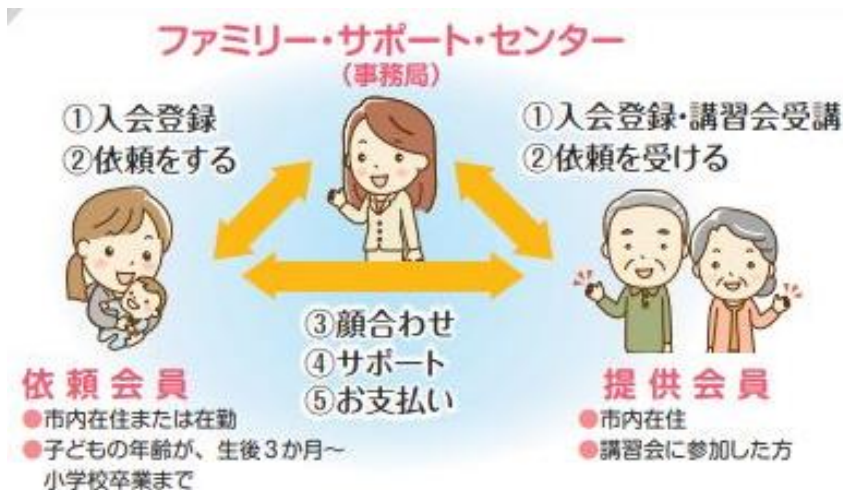 ファミリー・サポート・センター
（事務局）
①入会登録
②依頼をする
①入会登録・講習会受講
②依頼を受ける
③顔合わせ
④サポート
⑤お支払い
依頼会員
●市内在住または在勤
●子どもの年齢が、生後３か月～
小学校卒業まで
提供会員
●市内在住
●講習会に参加した方